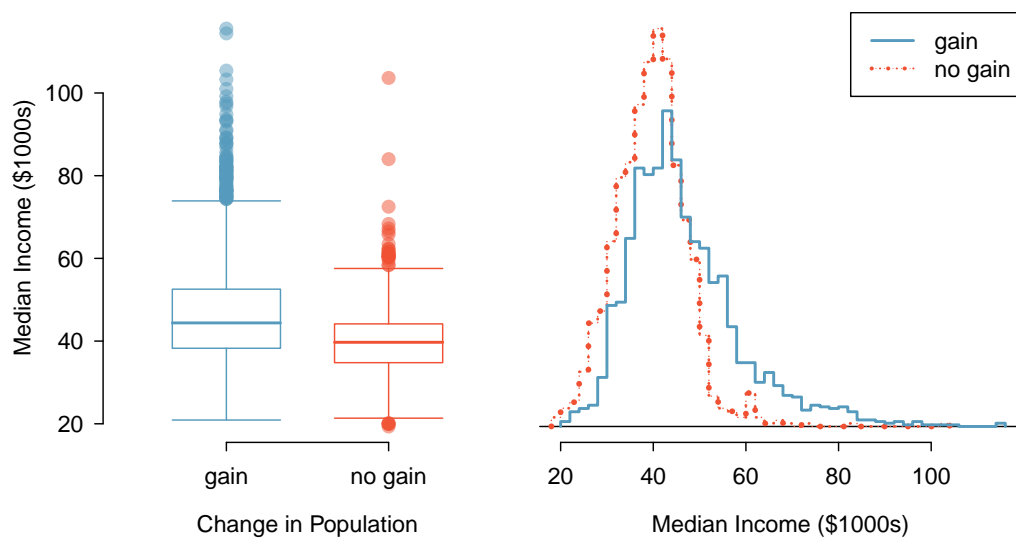 Median Income ($1000s)
100
80
60
40
20
gain no gain
Change in Population
gain
no gain
20 40 60 80 100
Median Income ($1000s)